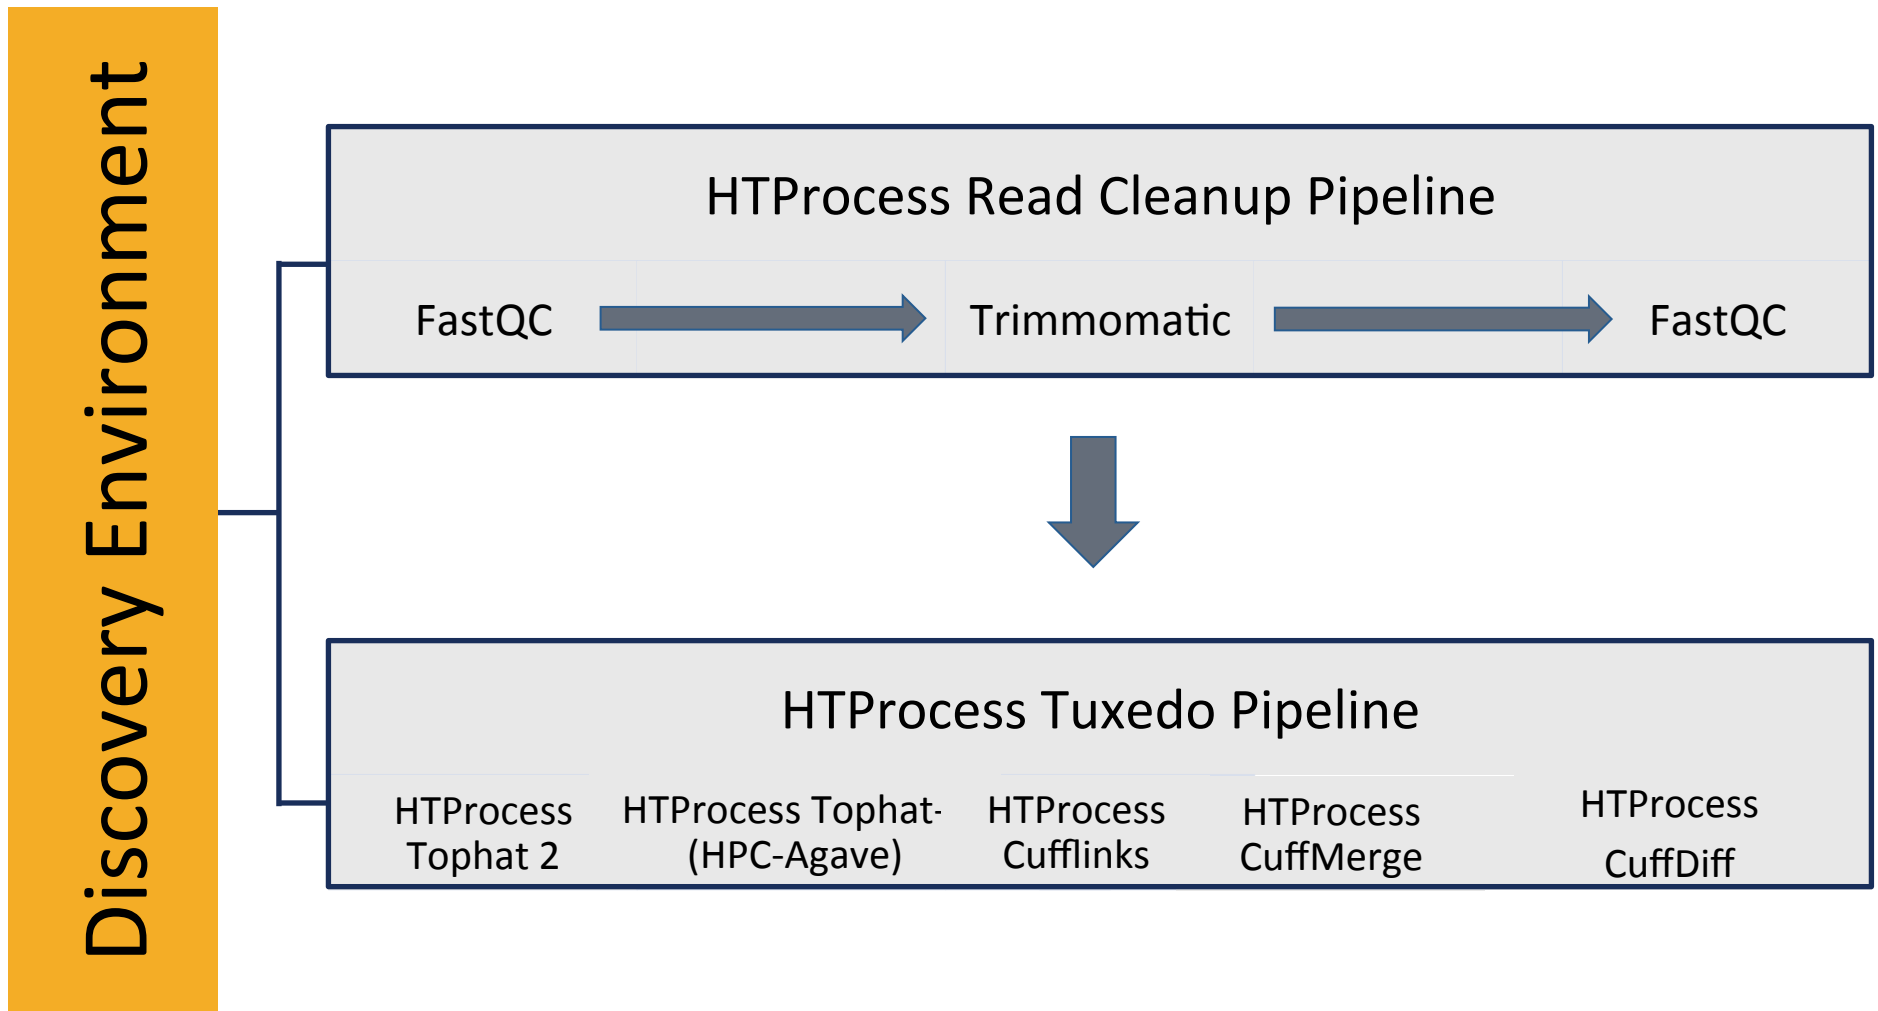 Discovery Environment
HTProcess Read Cleanup Pipeline
FastQC
Trimmomatic
FastQC
HTProcess Tuxedo Pipeline
HTProcess
Tophat 2
HTProcess Tophat-
(HPC-Agave)
HTProcess
Cufflinks
HTProcess
CuffMerge
HTProcess
CuffDiff